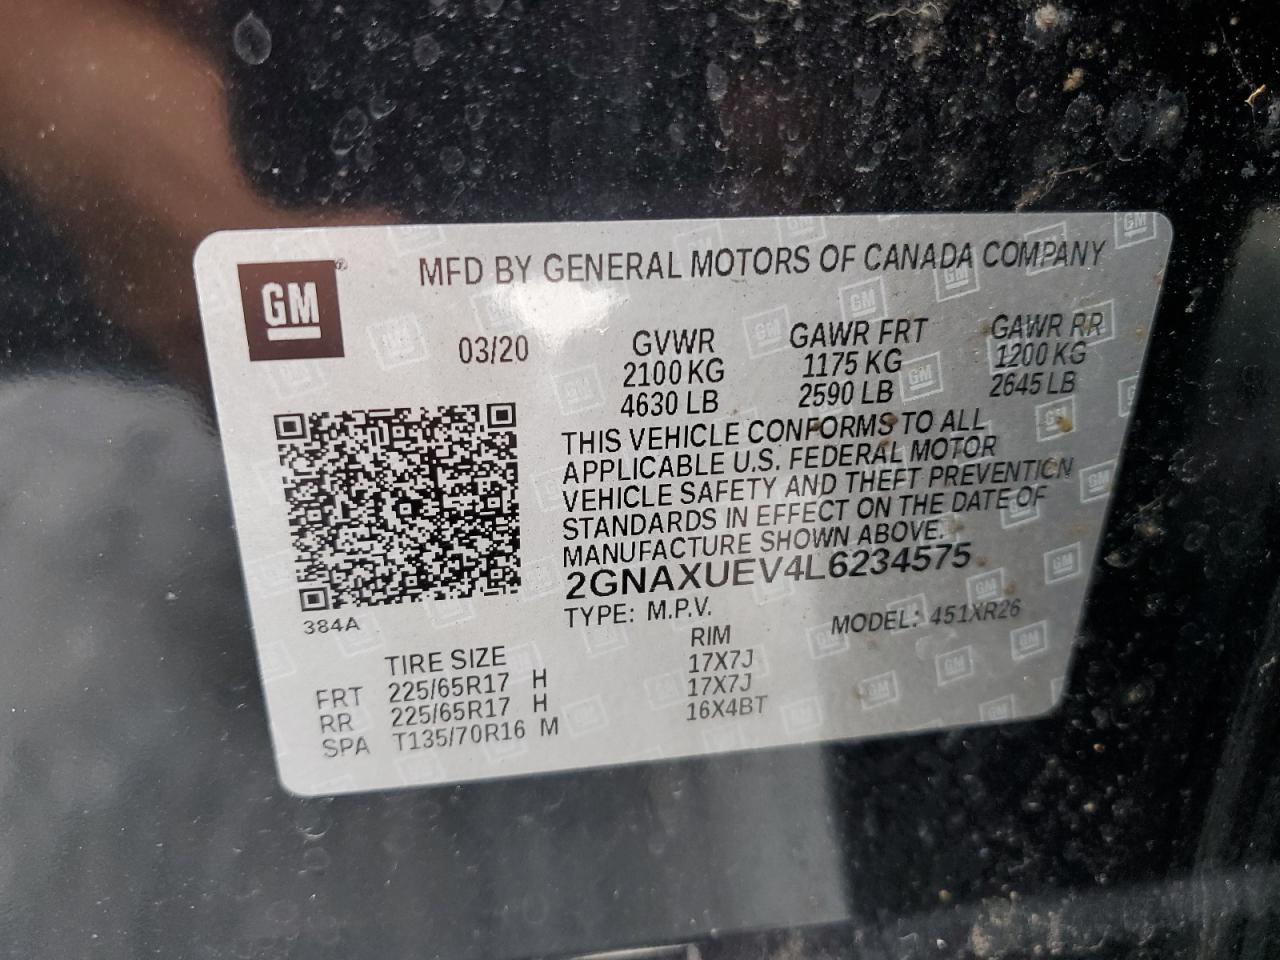 GM
MFD BY GENERAL MOTORS OF CANADA COMPANY
03/20
GVWR GAWR FRT GAWR RR
2100 KG 1175 KG 1200 KG
4630 LB 2590 LB 2645 LB
THIS VEHICLE CONFORMS TO ALL
APPLICABLE U.S. FEDERAL MOTOR
VEHICLE SAFETY AND THEFT PREVENTION
STANDARDS IN EFFECT ON THE DATE OF
MANUFACTURE SHOWN ABOVE.
2GNAXUEV4L6234575
384A
TYPE: M.P.V. MODEL: 451XR26
TIRE SIZE RIM
FRT 225/65R17 H 17X7J
RR 225/65R17 H 17X7J
SPA T135/70R16 M 16X4BT